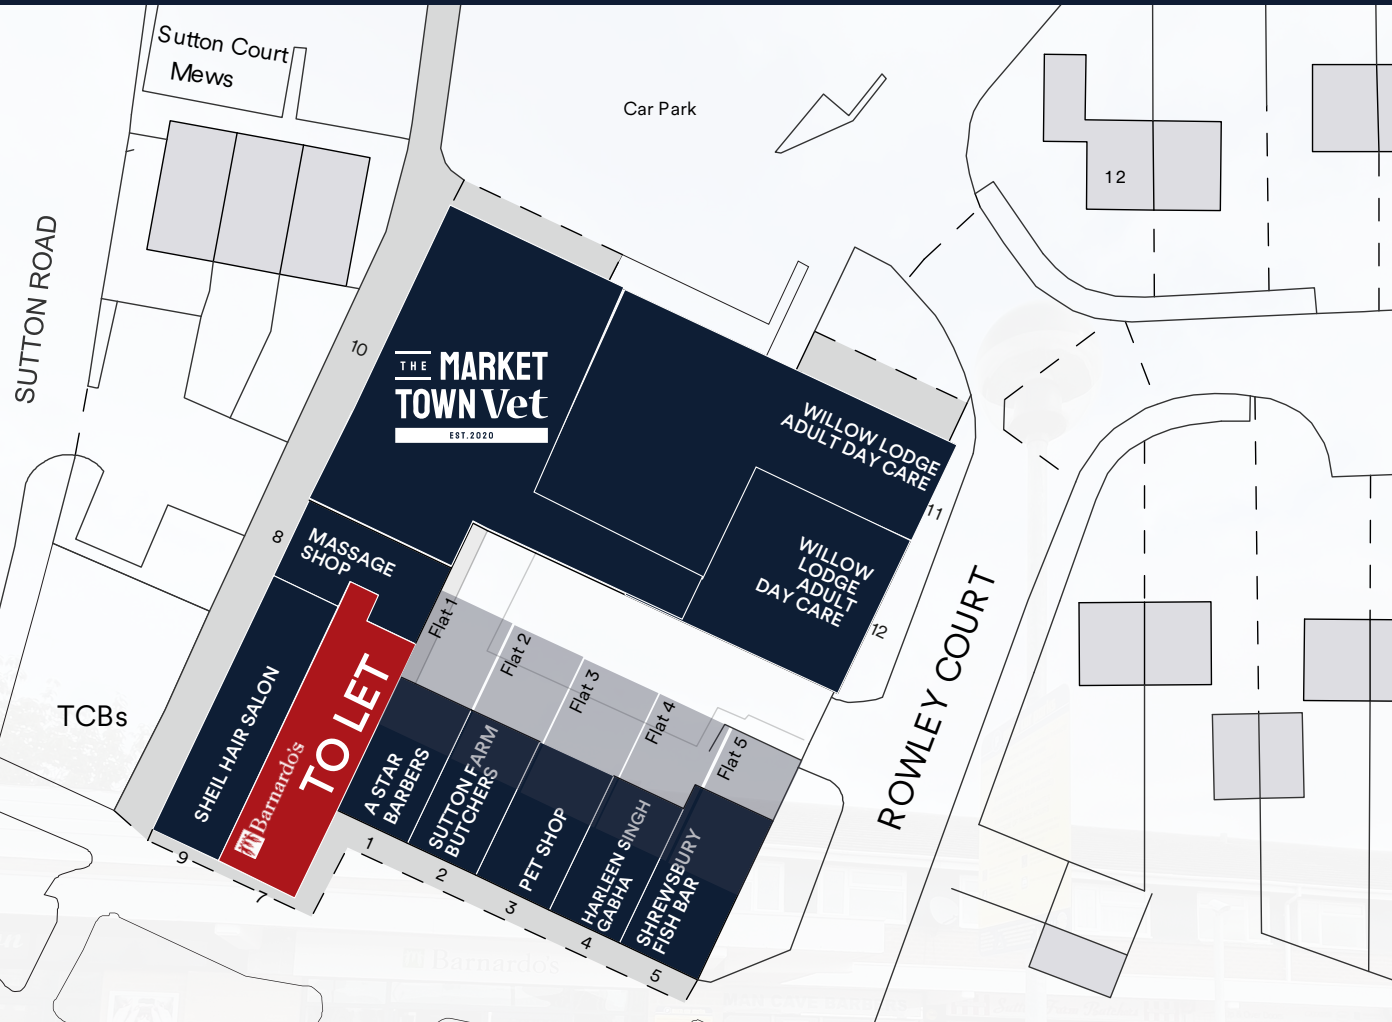 Sutton Court
Mews
Car Park
12
SUTTON ROAD
10
THE MARKET
TOWN Vet
EST.2020
WILLOW LODGE
ADULT DAY CARE
11
8
MASSAGE
SHOP
WILLOW
LODGE
ADULT
DAY CARE
12
ROWLEY COURT
Flat 1
Flat 2
Flat 3
Flat 4
Flat 5
TCBs
SHEIL HAIR SALON
Barnardo's
TO LET
A STAR
BARBERS
SUTTON FARM
BUTCHERS
PET SHOP
HARLEEN SINGH
GABHA
SHREWSBURY
FISH BAR
9
7
1
2
3
4
5
Barnardo's